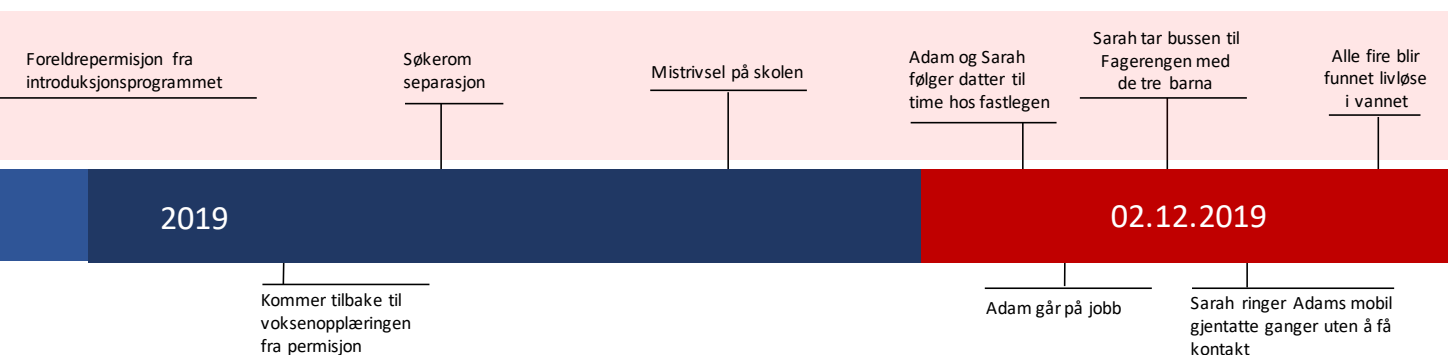 Foreldrepermisjon fra
introduksjonsprogrammet
Søkerom
separasjon
Mistrivsel på skolen
Adam og Sarah
følger datter til
time hos fastlegen
Sarah tar bussen til
Fagerengen med
de tre barna
Alle fire blir
funnet livløse
i vannet
2019
02.12.2019
Kommer tilbake til
voksenopplæringen
fra permisjon
Adam går på jobb
Sarah ringer Adams mobil
gjentatte ganger uten å få
kontakt